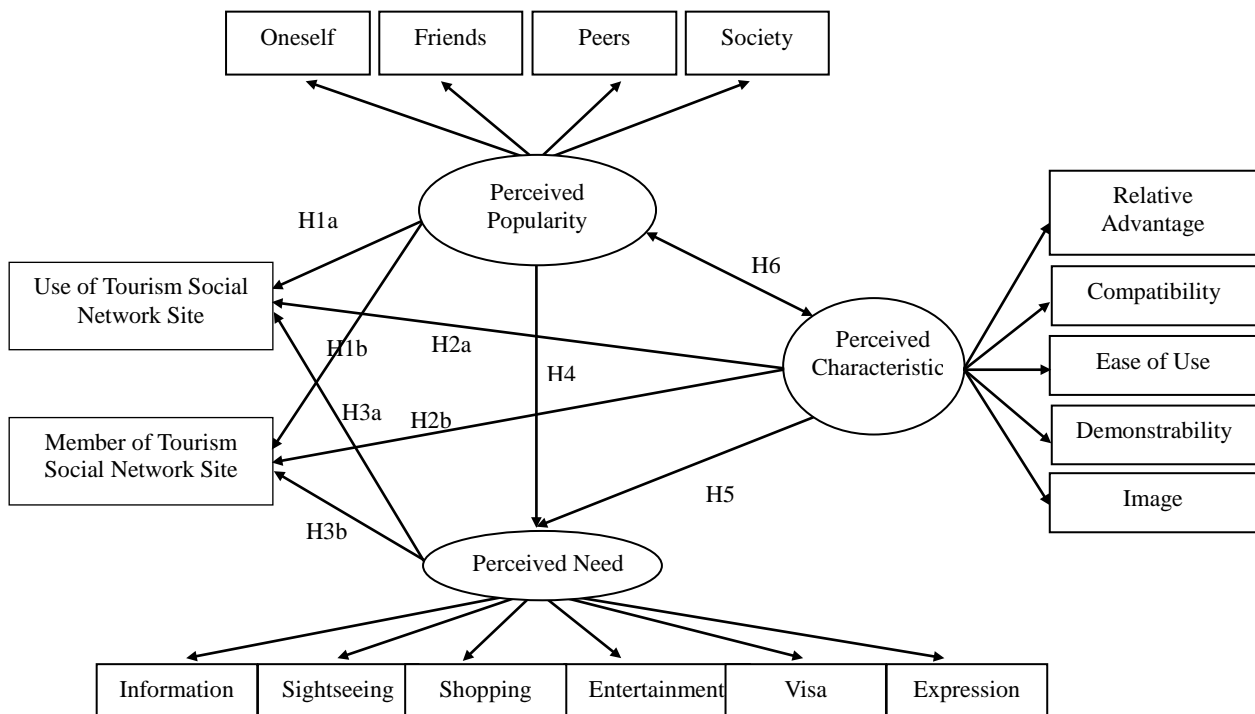 Oneself
Friends
Peers
Society
Perceived
Popularity
Relative
Advantage
H1a
H6
Use of Tourism Social
Network Site
Compatibility
Perceived
Characteristic
H1b
H2a
Ease of Use
H4
H3a
H2b
Member of Tourism
Social Network Site
Demonstrability
H5
Image
H3b
Perceived Need
Information
Sightseeing
Shopping
Entertainment
Visa
Expression